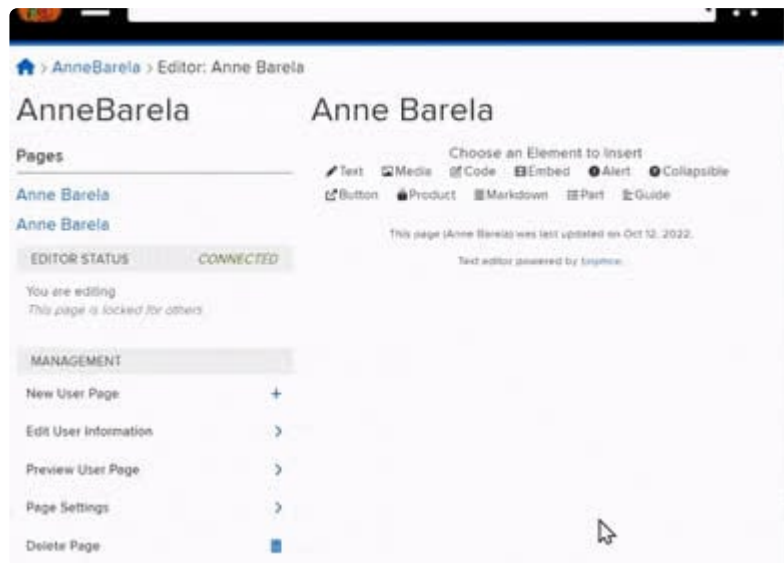 AnneBarela > Editor: Anne Barela
AnneBarela
Pages
Anne Barela
Anne Barela
EDITOR STATUS CONNECTED
You are editing
This page is locked for others
MANAGEMENT
New User Page +
Edit User Information >
Preview User Page >
Page Settings >
Delete Page
Anne Barela
Choose an Element to Insert
Text Media Code Embed Alert Collapsible
Button Product Markdown Part Guide
This page (Anne Barela) was last updated on Oct 12, 2022.
Text editor powered by tinymce.